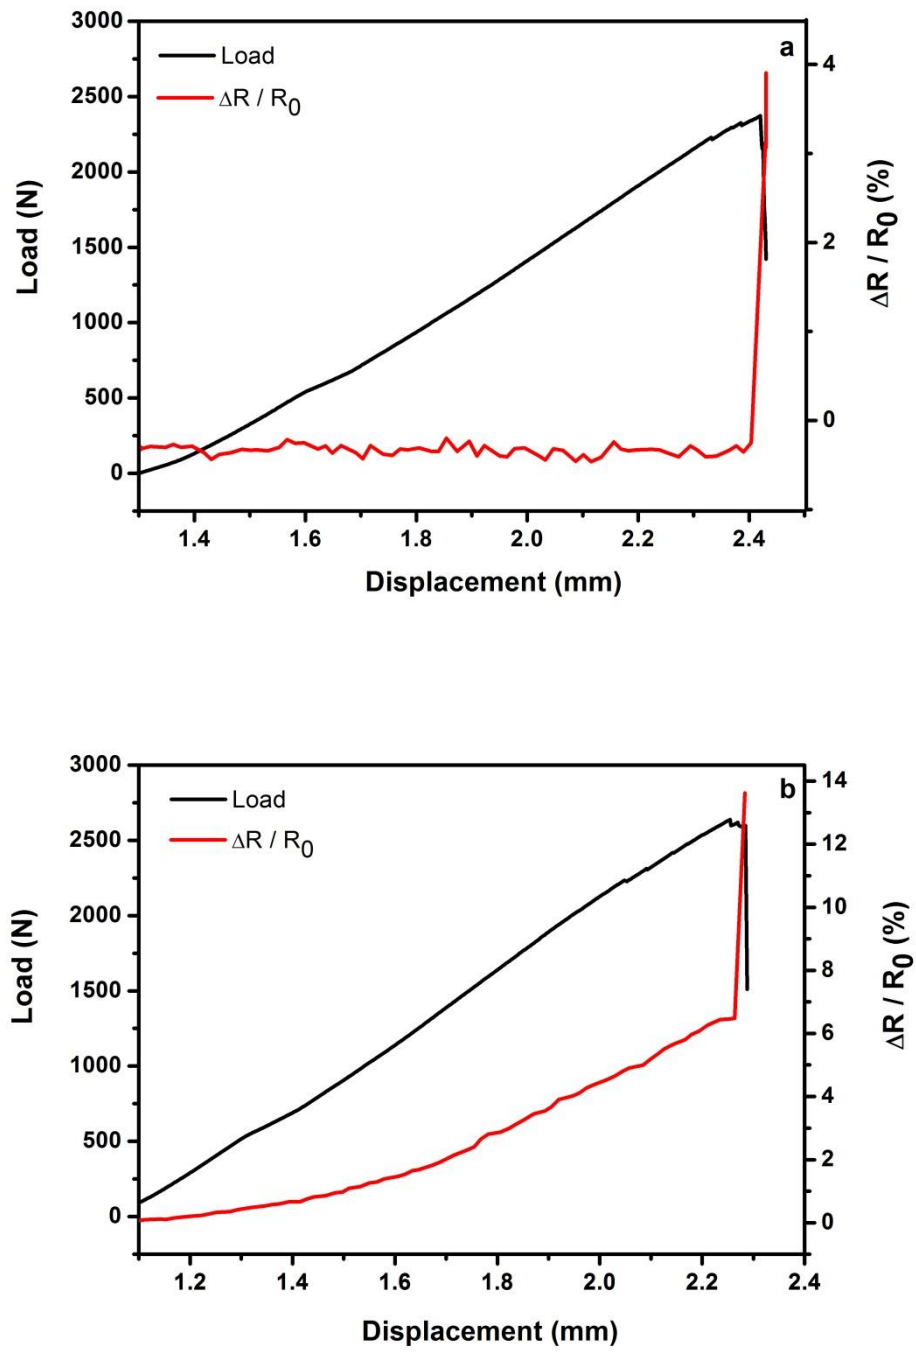 a
Load
ΔR / R0
3000
2500
2000
1500
1000
500
0
Load (N)
4
2
0
ΔR / R0 (%)
1.4 1.6 1.8 2.0 2.2 2.4
Displacement (mm)
b
Load
ΔR / R0
3000
2500
2000
1500
1000
500
0
Load (N)
14
12
10
8
6
4
2
0
ΔR / R0 (%)
1.2 1.4 1.6 1.8 2.0 2.2 2.4
Displacement (mm)